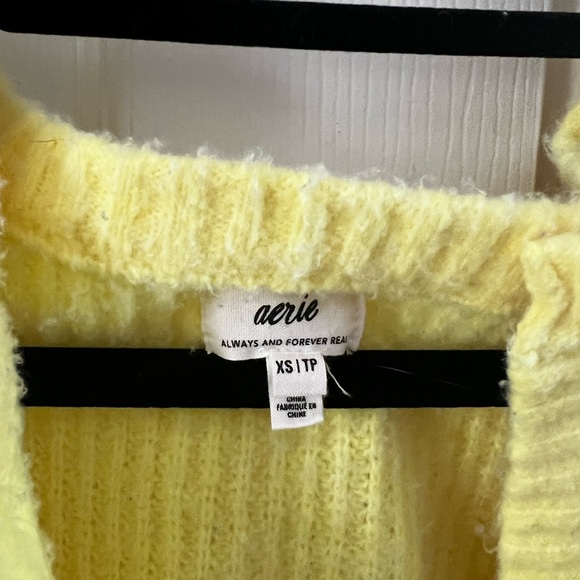 aerie
ALWAYS AND FOREVER REAL
XS | TP
CHINA
FABRIQUÉ EN
CHINE